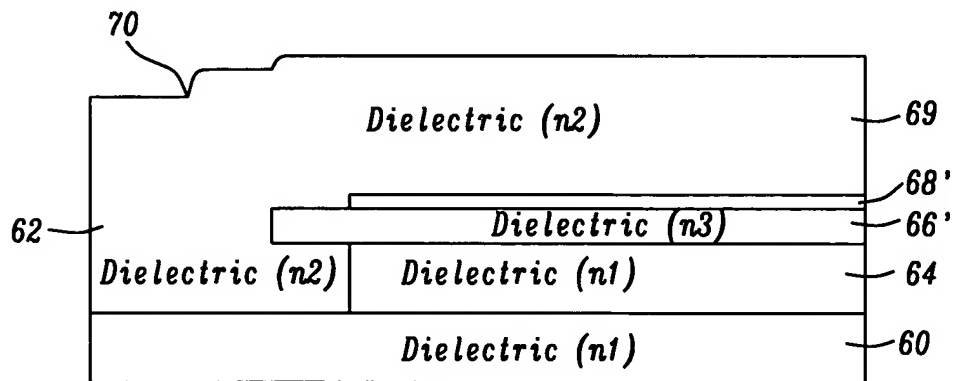 70
Dielectric (n2)
69
68'
62
Dielectric (n3)
66'
Dielectric (n2)
Dielectric (n1)
64
Dielectric (n1)
60